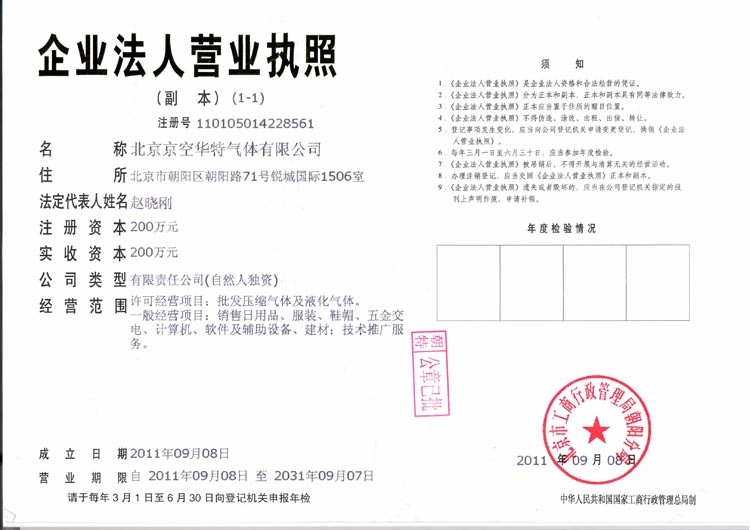 企业法人营业执照
(副 本)(1-1)
注册号 110105014228561
名 称 北京京空华特气体有限公司
住 所 北京市朝阳区朝阳路71号锐城国际1506室
法定代表人姓名 赵晓刚
注 册 资 本 200万元
实 收 资 本 200万元
公 司 类 型 有限责任公司(自然人独资)
经 营 范 围 许可经营项目：批发压缩气体及液化气体。
一般经营项目：销售日用品、服装、鞋帽、五金交
电、计算机、软件及辅助设备、建材；技术推广服
务。
成 立 日 期 2011年09月08日
营 业 期 限 自 2011年09月08日 至 2031年09月07日
请于每年3月1日至6月30日向登记机关申报年检
须 知
1．《企业法人营业执照》是企业法人资格和合法经营的凭证。
2．《企业法人营业执照》分为正本和副本，正本和副本具有同等法律效力。
3．《企业法人营业执照》正本应当置于住所的醒目位置。
4．《企业法人营业执照》不得伪造、涂改、出租、出借、转让。
5．登记事项发生变化，应当向公司登记机关申请变更登记，换领《企业法
人营业执照》。
6．每年三月一日至六月三十日，应当参加年度检验。
7．《企业法人营业执照》被吊销后，不得开展与清算无关的经营活动。
8．办理注销登记，应当交回《企业法人营业执照》正本和副本。
9．《企业法人营业执照》遗失或者毁坏的，应当在公司登记机关指定的报
刊上声明作废，申请补领。
年度检验情况
朝特
公章已批
北京市工商行政管理局朝阳分局
2011 年 09 月 08 日
中华人民共和国国家工商行政管理总局制